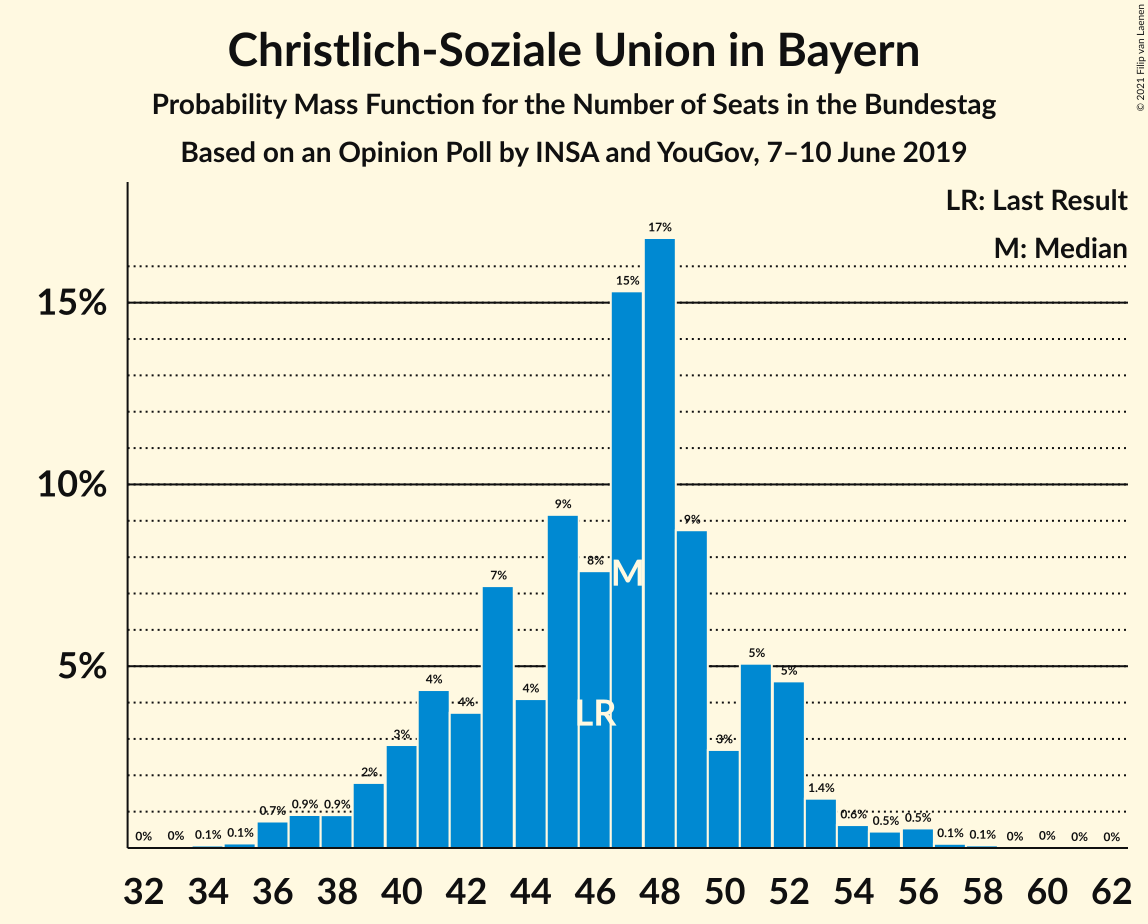 Christlich-Soziale Union in Bayern
Probability Mass Function for the Number of Seats in the Bundestag
Based on an Opinion Poll by INSA and YouGov, 7–10 June 2019
© 2021 Filip van Laenen
LR: Last Result
M: Median
15%
10%
5%
0% 0% 0.1% 0.1% 0.7% 0.9% 0.9% 2% 3% 4% 4% 7% 4% 9% 8% 15% 17% 9% 3% 5% 5% 1.4% 0.6% 0.5% 0.5% 0.1% 0.1% 0% 0% 0% 0%
M
LR
32 34 36 38 40 42 44 46 48 50 52 54 56 58 60 62